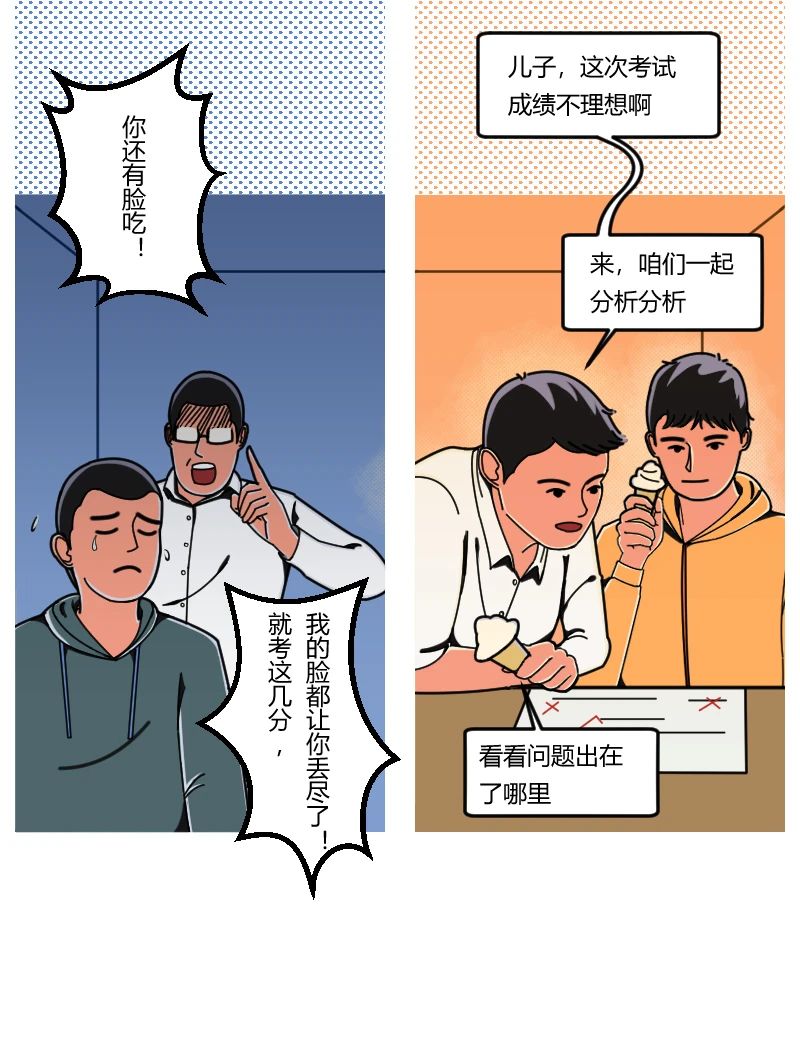 你还有脸吃！
我的脸都让你丢尽了！
就考这几分，
儿子，这次考试
成绩不理想啊
来，咱们一起
分析分析
看看问题出在
了哪里